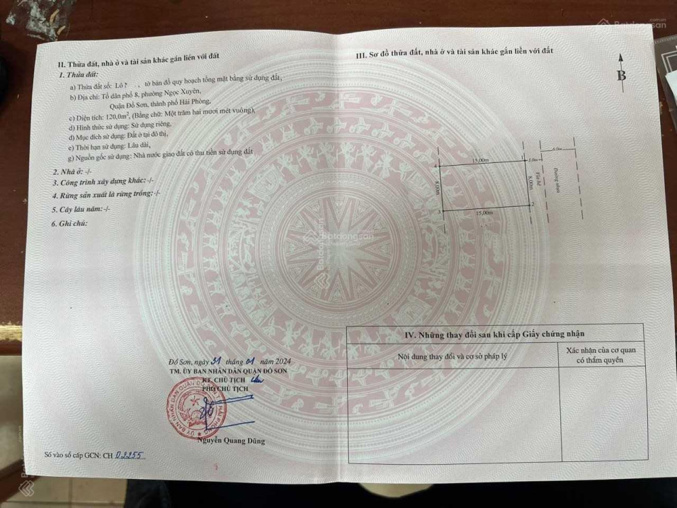 II. Thửa đất, nhà ở và tài sản khác gắn liền với đất
1. Thửa đất:
a) Thửa đất số: Lô 7 , tờ bản đồ quy hoạch tổng mặt bằng sử dụng đất,
b) Địa chỉ: Tổ dân phố 8, phường Ngọc Xuyên,
Quận Đồ Sơn, thành phố Hải Phòng,
c) Diện tích: 120,0m², (Bằng chữ: Một trăm hai mươi mét vuông),
d) Hình thức sử dụng: Sử dụng riêng,
đ) Mục đích sử dụng: Đất ở tại đô thị,
e) Thời hạn sử dụng: Lâu dài,
g) Nguồn gốc sử dụng: Nhà nước giao đất có thu tiền sử dụng đất
2. Nhà ở: -/-
3. Công trình xây dựng khác: -/-
4. Rừng sản xuất là rừng trồng: -/-
5. Cây lâu năm: -/-
6. Ghi chú:
Đồ Sơn, ngày 31 tháng 01 năm 2024
TM. ỦY BAN NHÂN DÂN QUẬN ĐỒ SƠN
KT. CHỦ TỊCH
PHÓ CHỦ TỊCH
Nguyễn Quang Dũng
Số vào sổ cấp GCN: CH 02255
III. Sơ đồ thửa đất, nhà ở và tài sản khác gắn liền với đất
B
15,00m
8,00m
8,00m
15,00m
IV. Những thay đổi sau khi cấp Giấy chứng nhận
Nội dung thay đổi và cơ sở pháp lý
Xác nhận của cơ quan
có thẩm quyền
Batdongsan